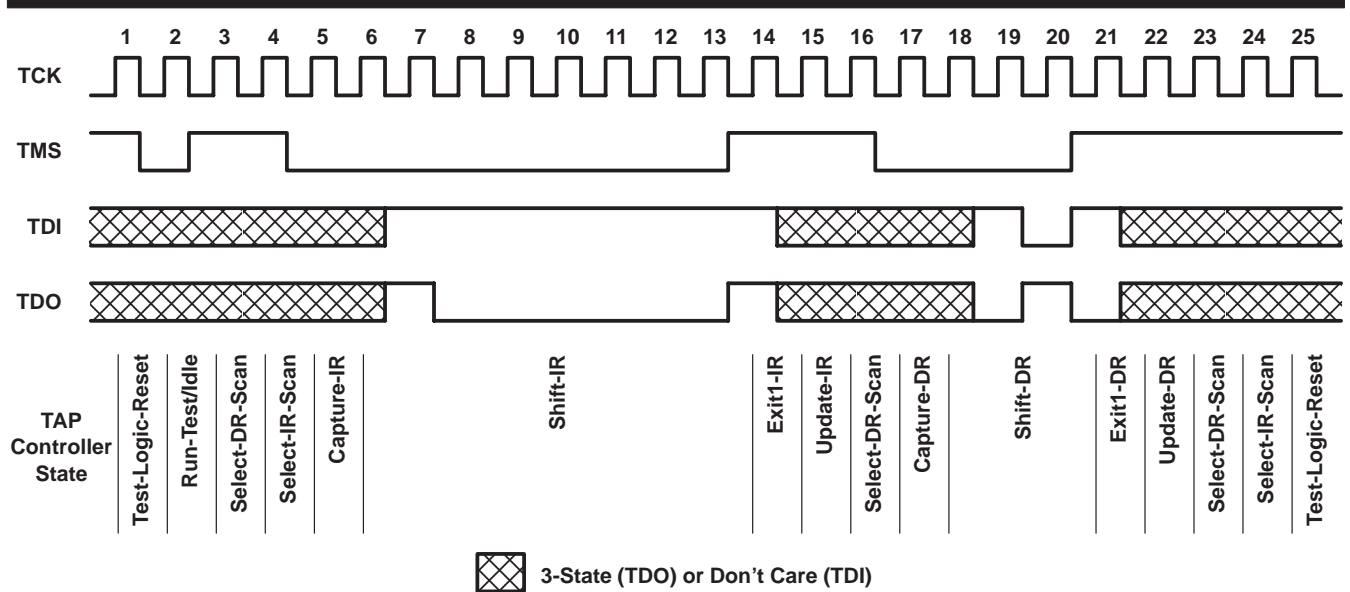 1 2 3 4 5 6 7 8 9 10 11 12 13 14 15 16 17 18 19 20 21 22 23 24 25
TCK
TMS
TDI
TDO
TAP
Controller
State
Test-Logic-Reset
Run-Test/Idle
Select-DR-Scan
Select-IR-Scan
Capture-IR
Shift-IR
Exit1-IR
Update-IR
Select-DR-Scan
Capture-DR
Shift-DR
Exit1-DR
Update-DR
Select-DR-Scan
Select-IR-Scan
Test-Logic-Reset
3-State (TDO) or Don’t Care (TDI)